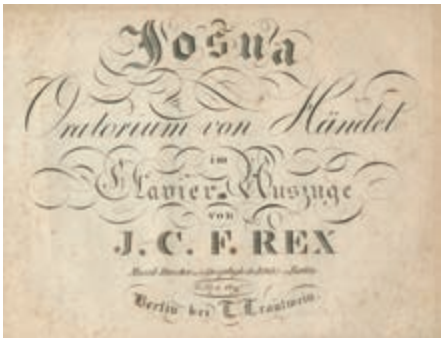 Josua
Oratorium von Händel
im
Clavier-Auszuge
von
J. C. F. REX
Berlin bei T. Trautwein.